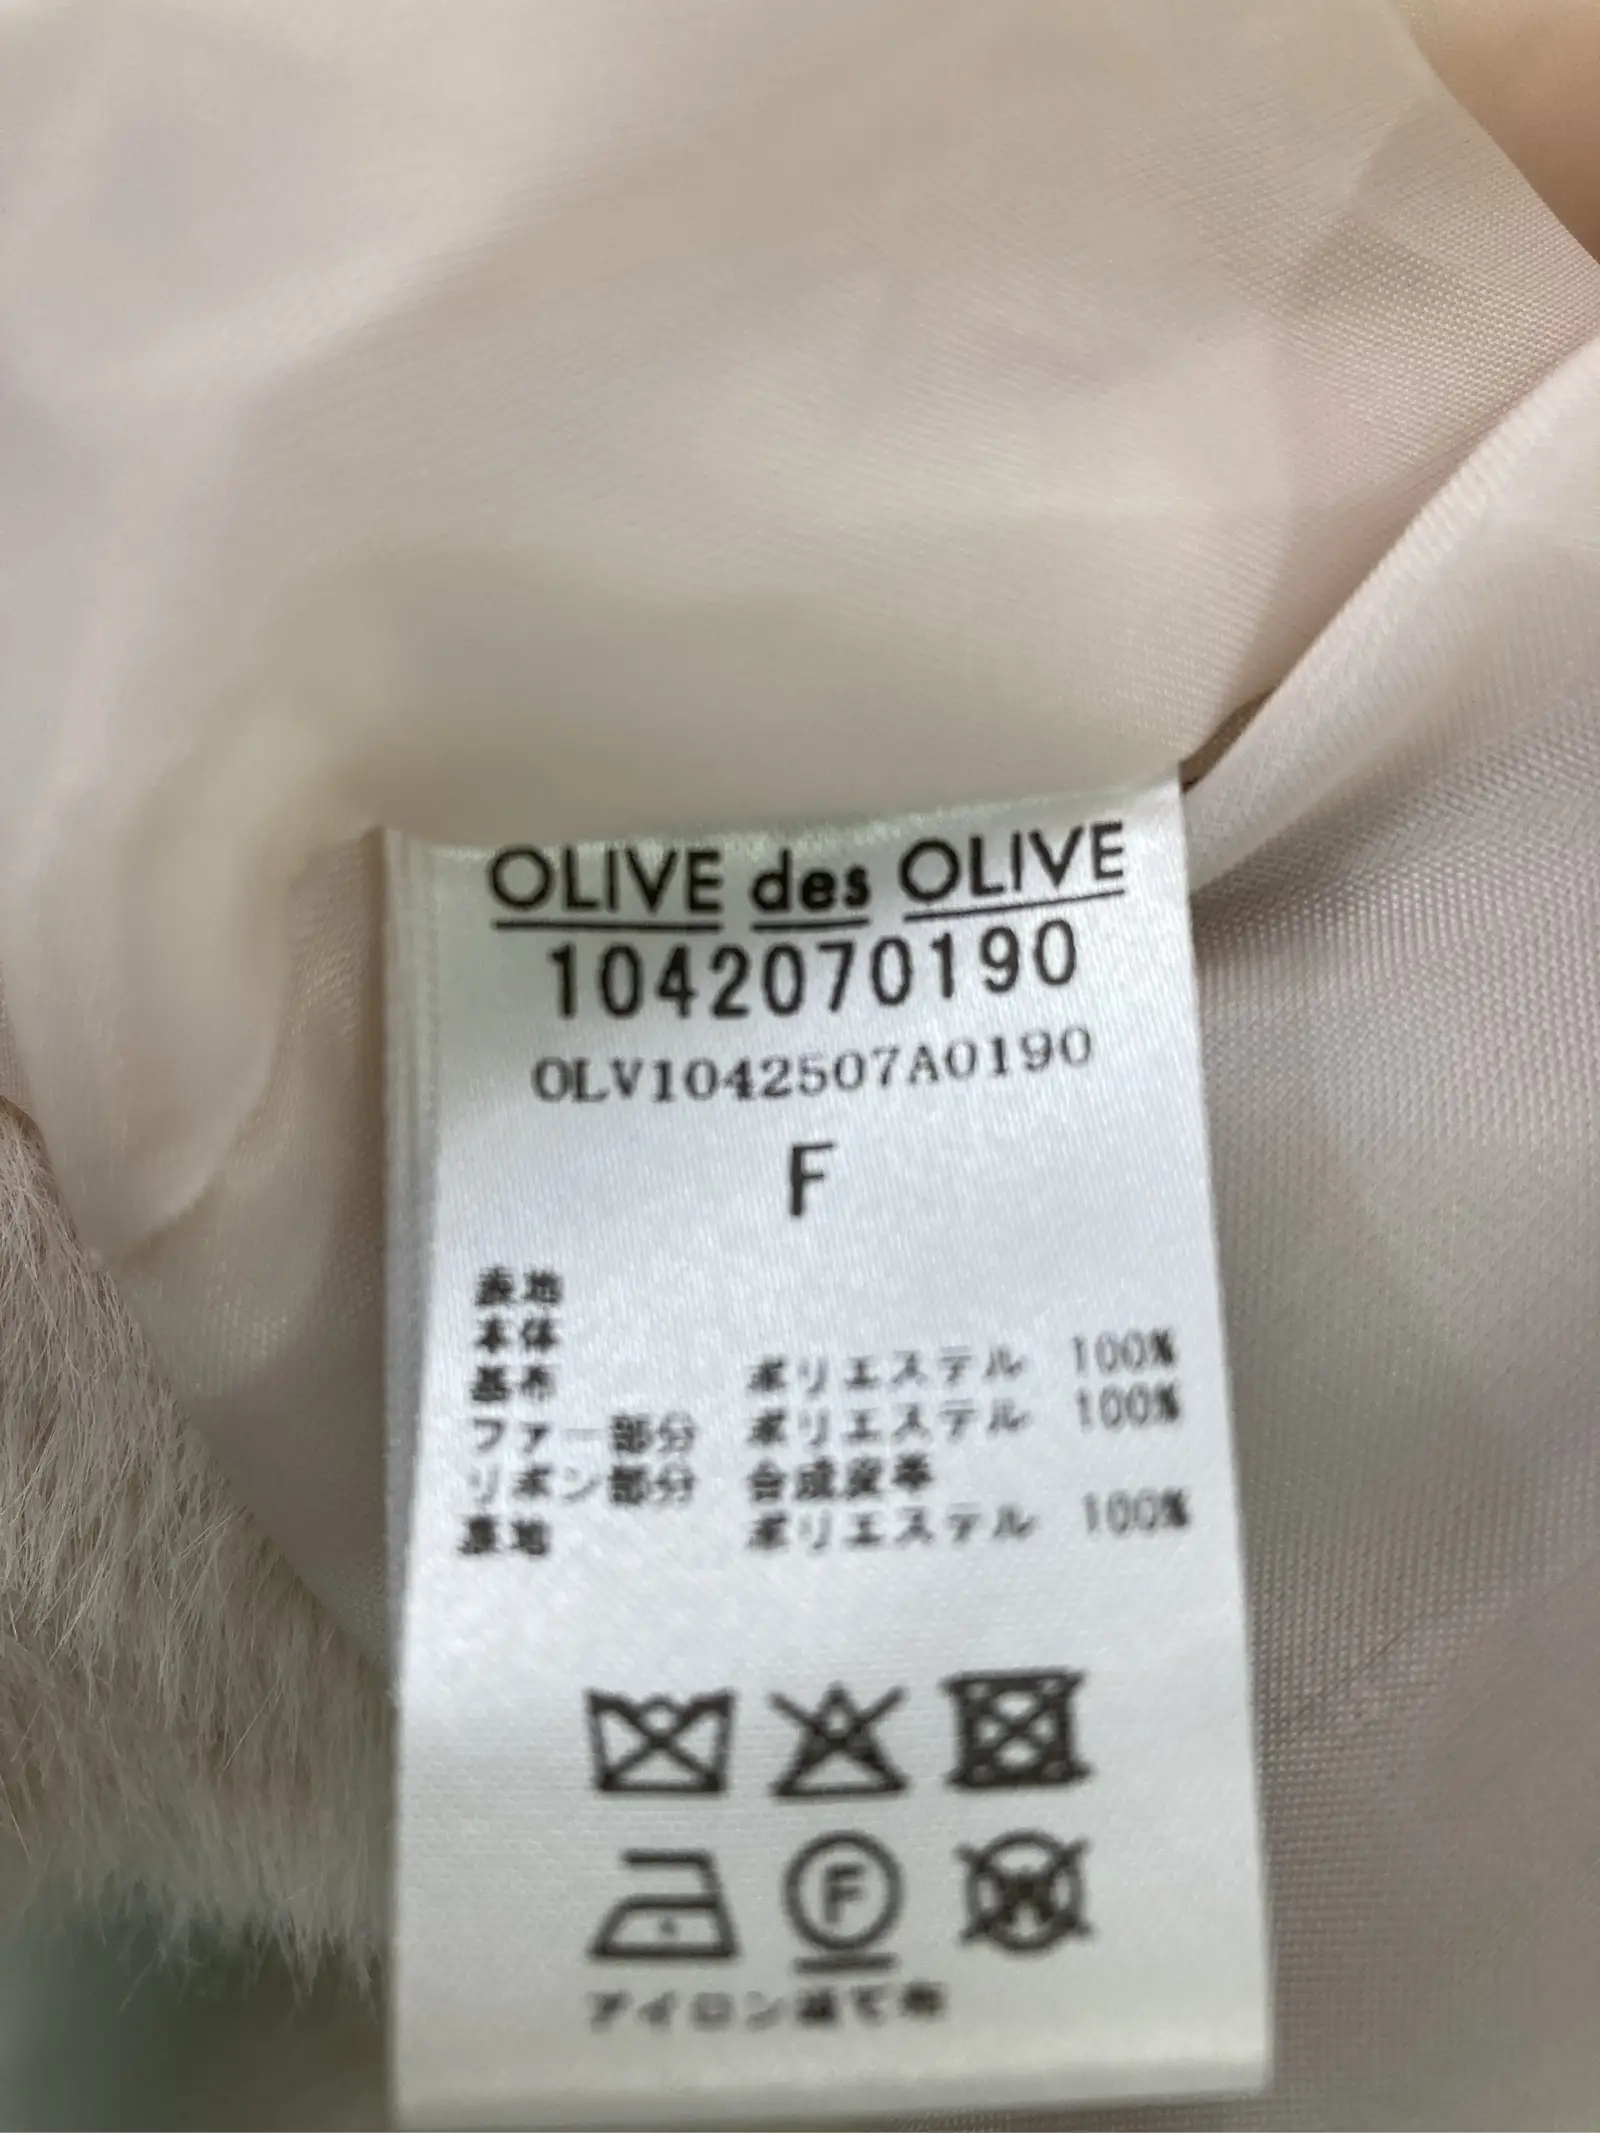 OLIVE des OLIVE
1042070190
OLV1042507A0190
F
表地
本体
基布 ポリエステル 100%
ファー部分 ポリエステル 100%
リボン部分 合成皮革
裏地 ポリエステル 100%
F
W
アイロン当て布